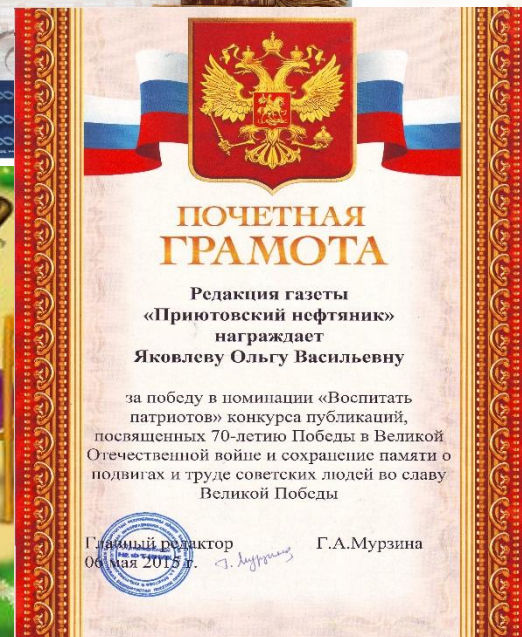 ПОЧЕТНАЯ
ГРАМОТА
Редакция газеты
«Приютовский нефтяник»
награждает
Яковлеву Ольгу Васильевну
за победу в номинации «Воспитать
патриотов» конкурса публикаций,
посвященных 70-летию Победы в Великой
Отечественной войне и сохранение памяти о
подвигах и труде советских людей во славу
Великой Победы
Главный редактор Г.А.Мурзина
06 мая 2015 г.